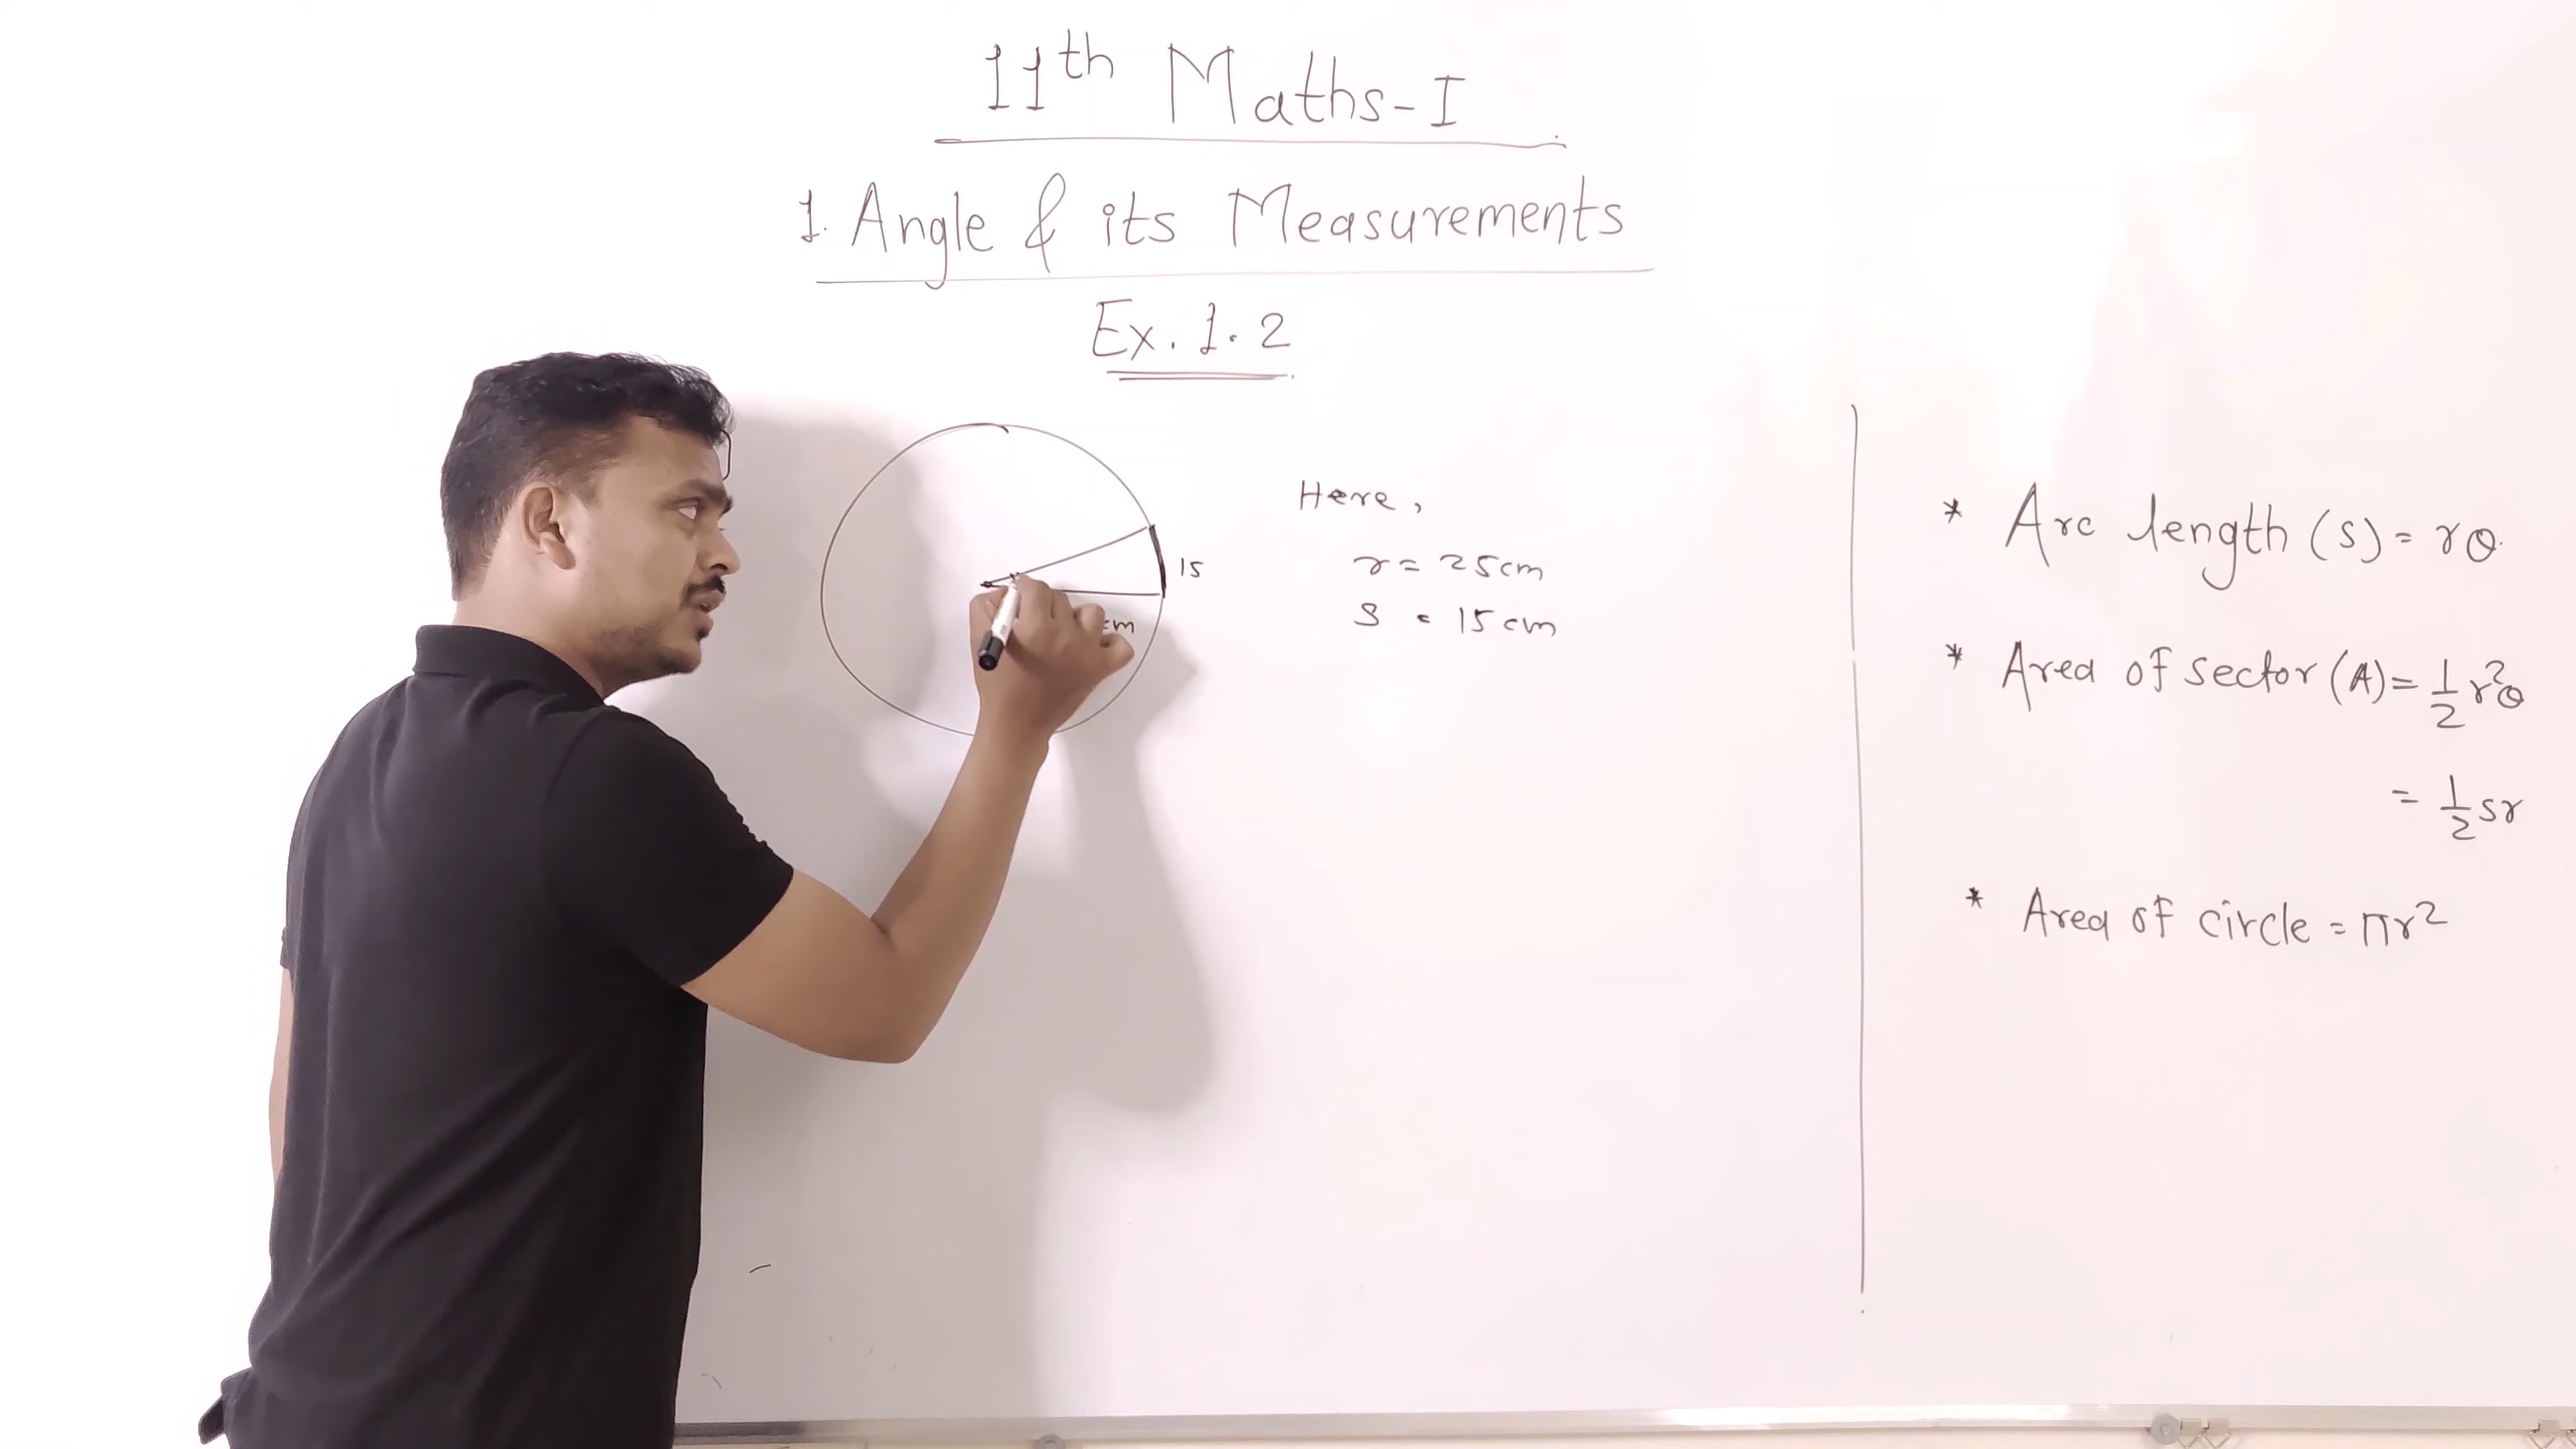 11th Maths-I
1. Angle & its Measurements
Ex. 1.2
15
cm
Here,
r = 25cm
S = 15cm
* Arc length (s) = rθ
* Area of sector (A) = 1/2 r²θ
= 1/2 sr
* Area of circle = πr²